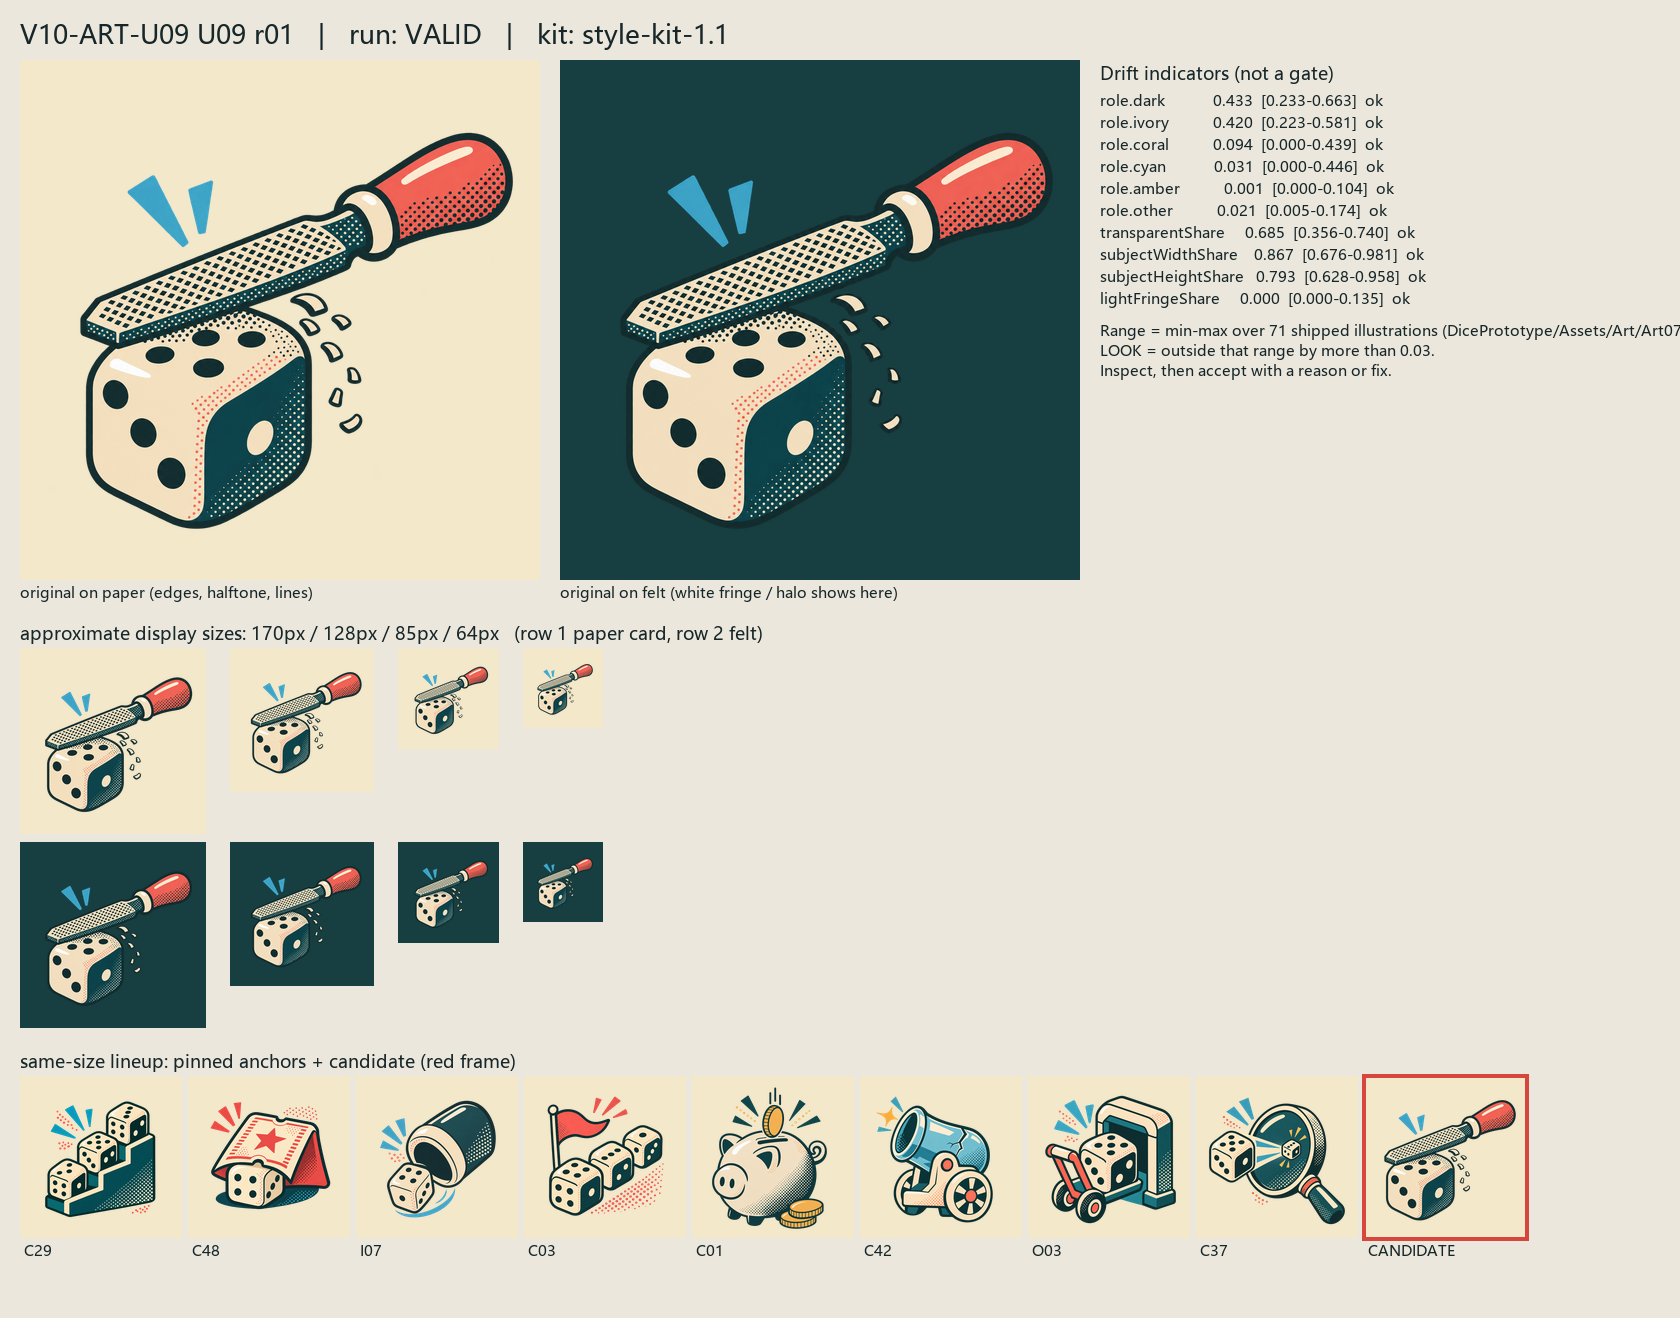 V10-ART-U09 U09 r01 | run: VALID | kit: style-kit-1.1
Drift indicators (not a gate)
role.dark 0.433 [0.233-0.663] ok
role.ivory 0.420 [0.223-0.581] ok
role.coral 0.094 [0.000-0.439] ok
role.cyan 0.031 [0.000-0.446] ok
role.amber 0.001 [0.000-0.104] ok
role.other 0.021 [0.005-0.174] ok
transparentShare 0.685 [0.356-0.740] ok
subjectWidthShare 0.867 [0.676-0.981] ok
subjectHeightShare 0.793 [0.628-0.958] ok
lightFringeShare 0.000 [0.000-0.135] ok
Range = min-max over 71 shipped illustrations (DicePrototype/Assets/Art/Art07
LOOK = outside that range by more than 0.03.
Inspect, then accept with a reason or fix.
original on paper (edges, halftone, lines)
original on felt (white fringe / halo shows here)
approximate display sizes: 170px / 128px / 85px / 64px (row 1 paper card, row 2 felt)
same-size lineup: pinned anchors + candidate (red frame)
C29
C48
I07
C03
C01
C42
O03
C37
CANDIDATE